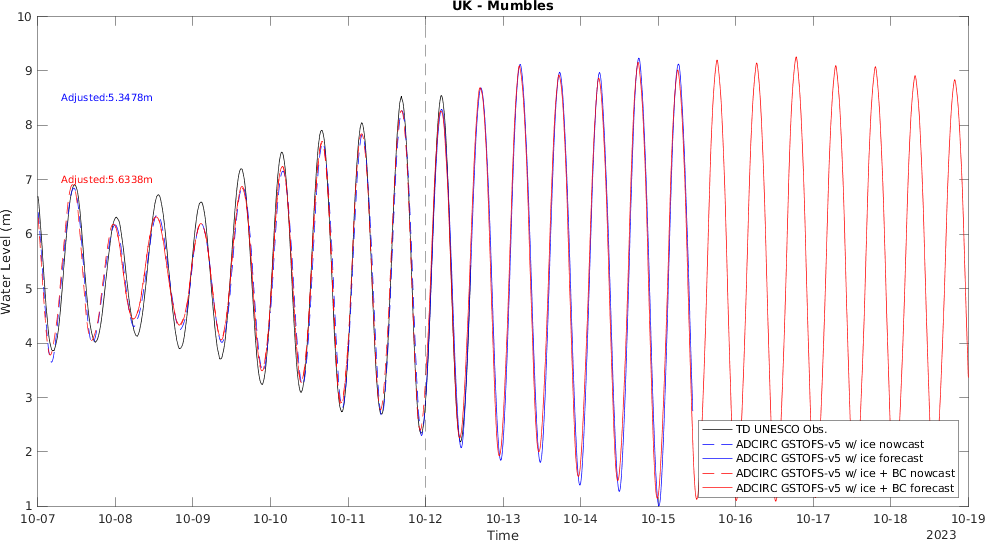 UK - Mumbles
10
9
8
7
6
5
4
3
2
1
Water Level (m)
Adjusted:5.3478m
Adjusted:5.6338m
TD UNESCO Obs.
ADCIRC GSTOFS-v5 w/ ice nowcast
ADCIRC GSTOFS-v5 w/ ice forecast
ADCIRC GSTOFS-v5 w/ ice + BC nowcast
ADCIRC GSTOFS-v5 w/ ice + BC forecast
10-07 10-08 10-09 10-10 10-11 10-12 10-13 10-14 10-15 10-16 10-17 10-18 10-19
Time
2023